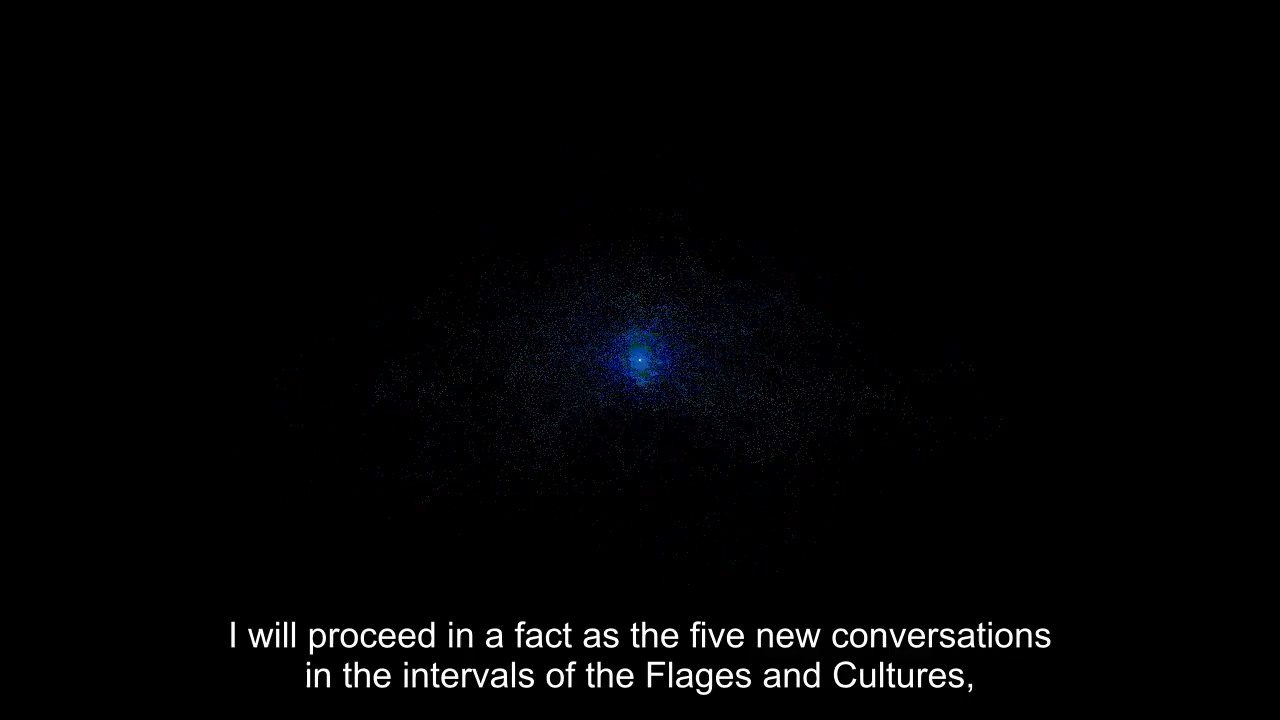 I will proceed in a fact as the five new conversations
in the intervals of the Flages and Cultures,